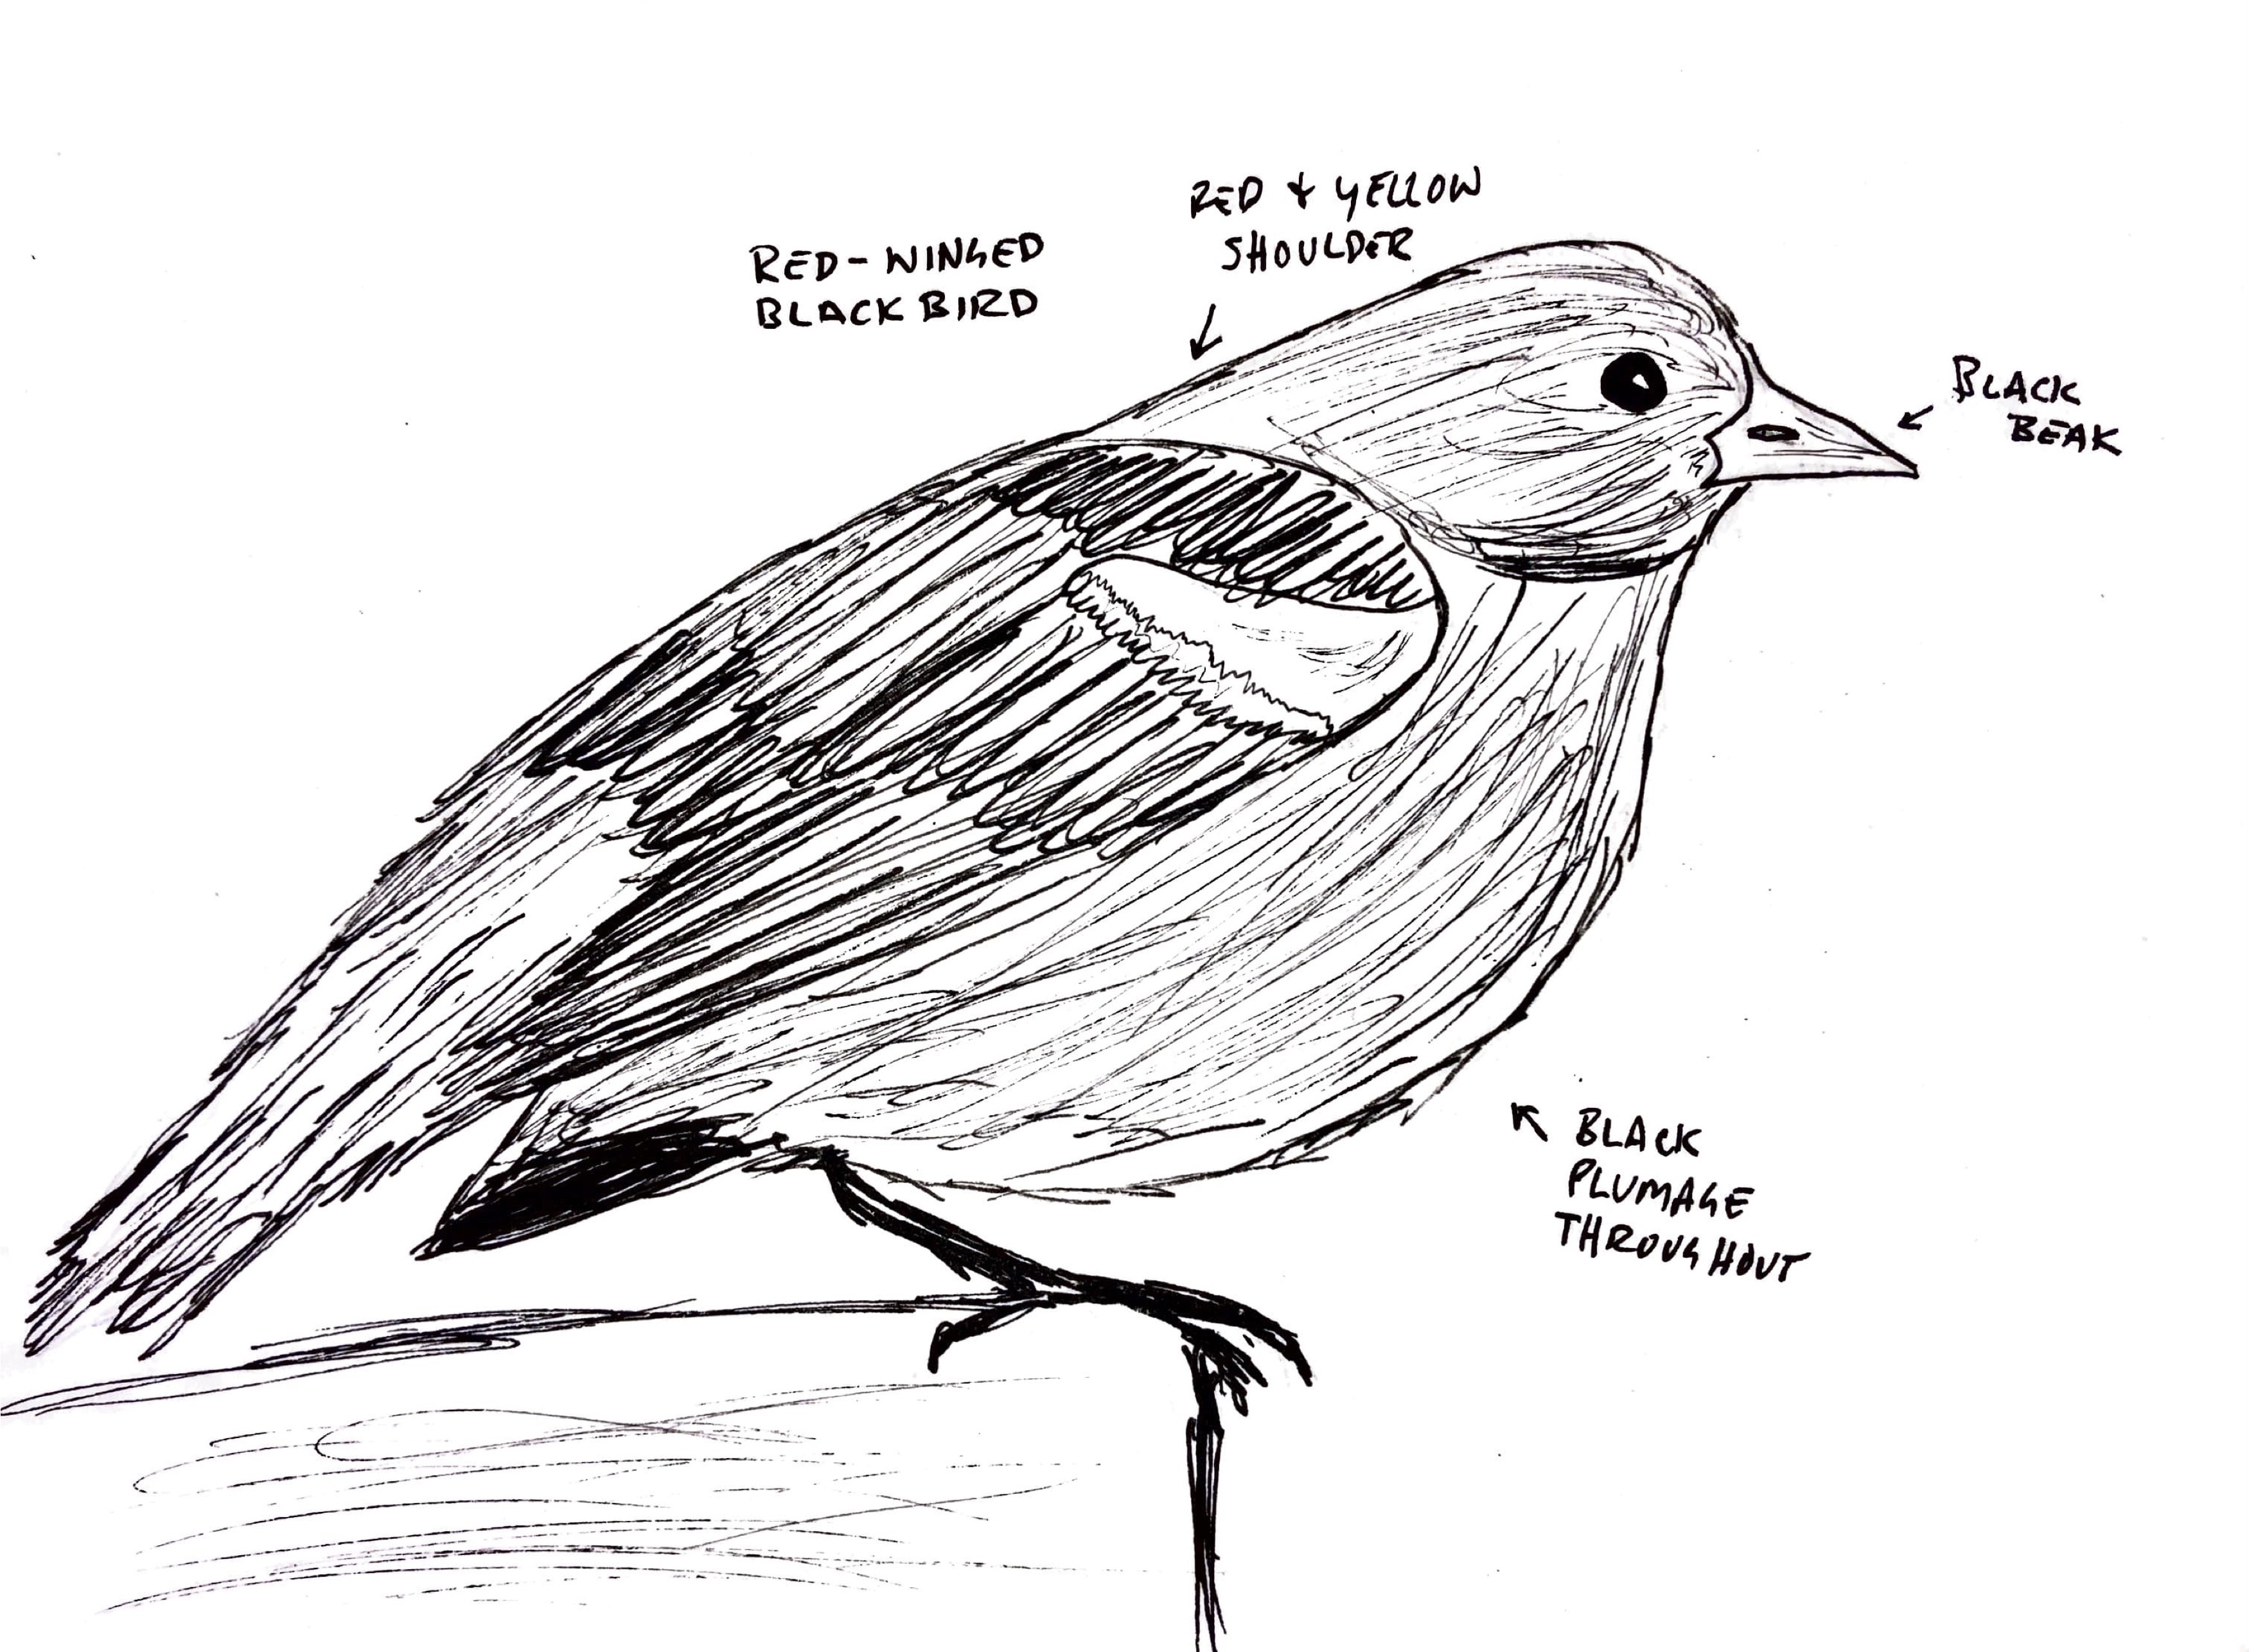 RED & YELLOW
SHOULDER
RED-WINGED
BLACKBIRD
BLACK
BEAK
BLACK
PLUMAGE
THROUGHOUT